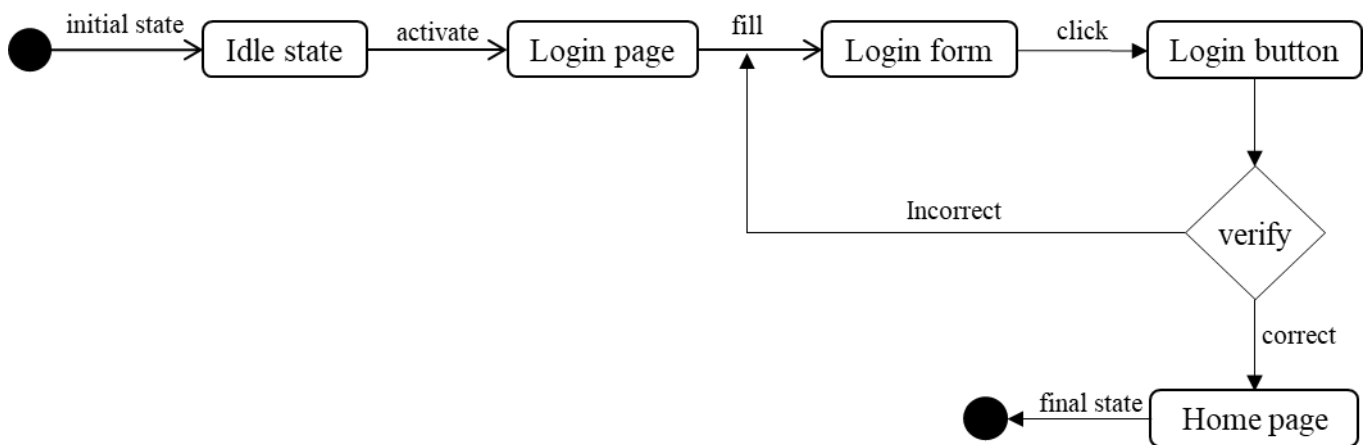 initial state
Idle state
activate
Login page
fill
Login form
click
Login button
Incorrect
verify
correct
final state
Home page